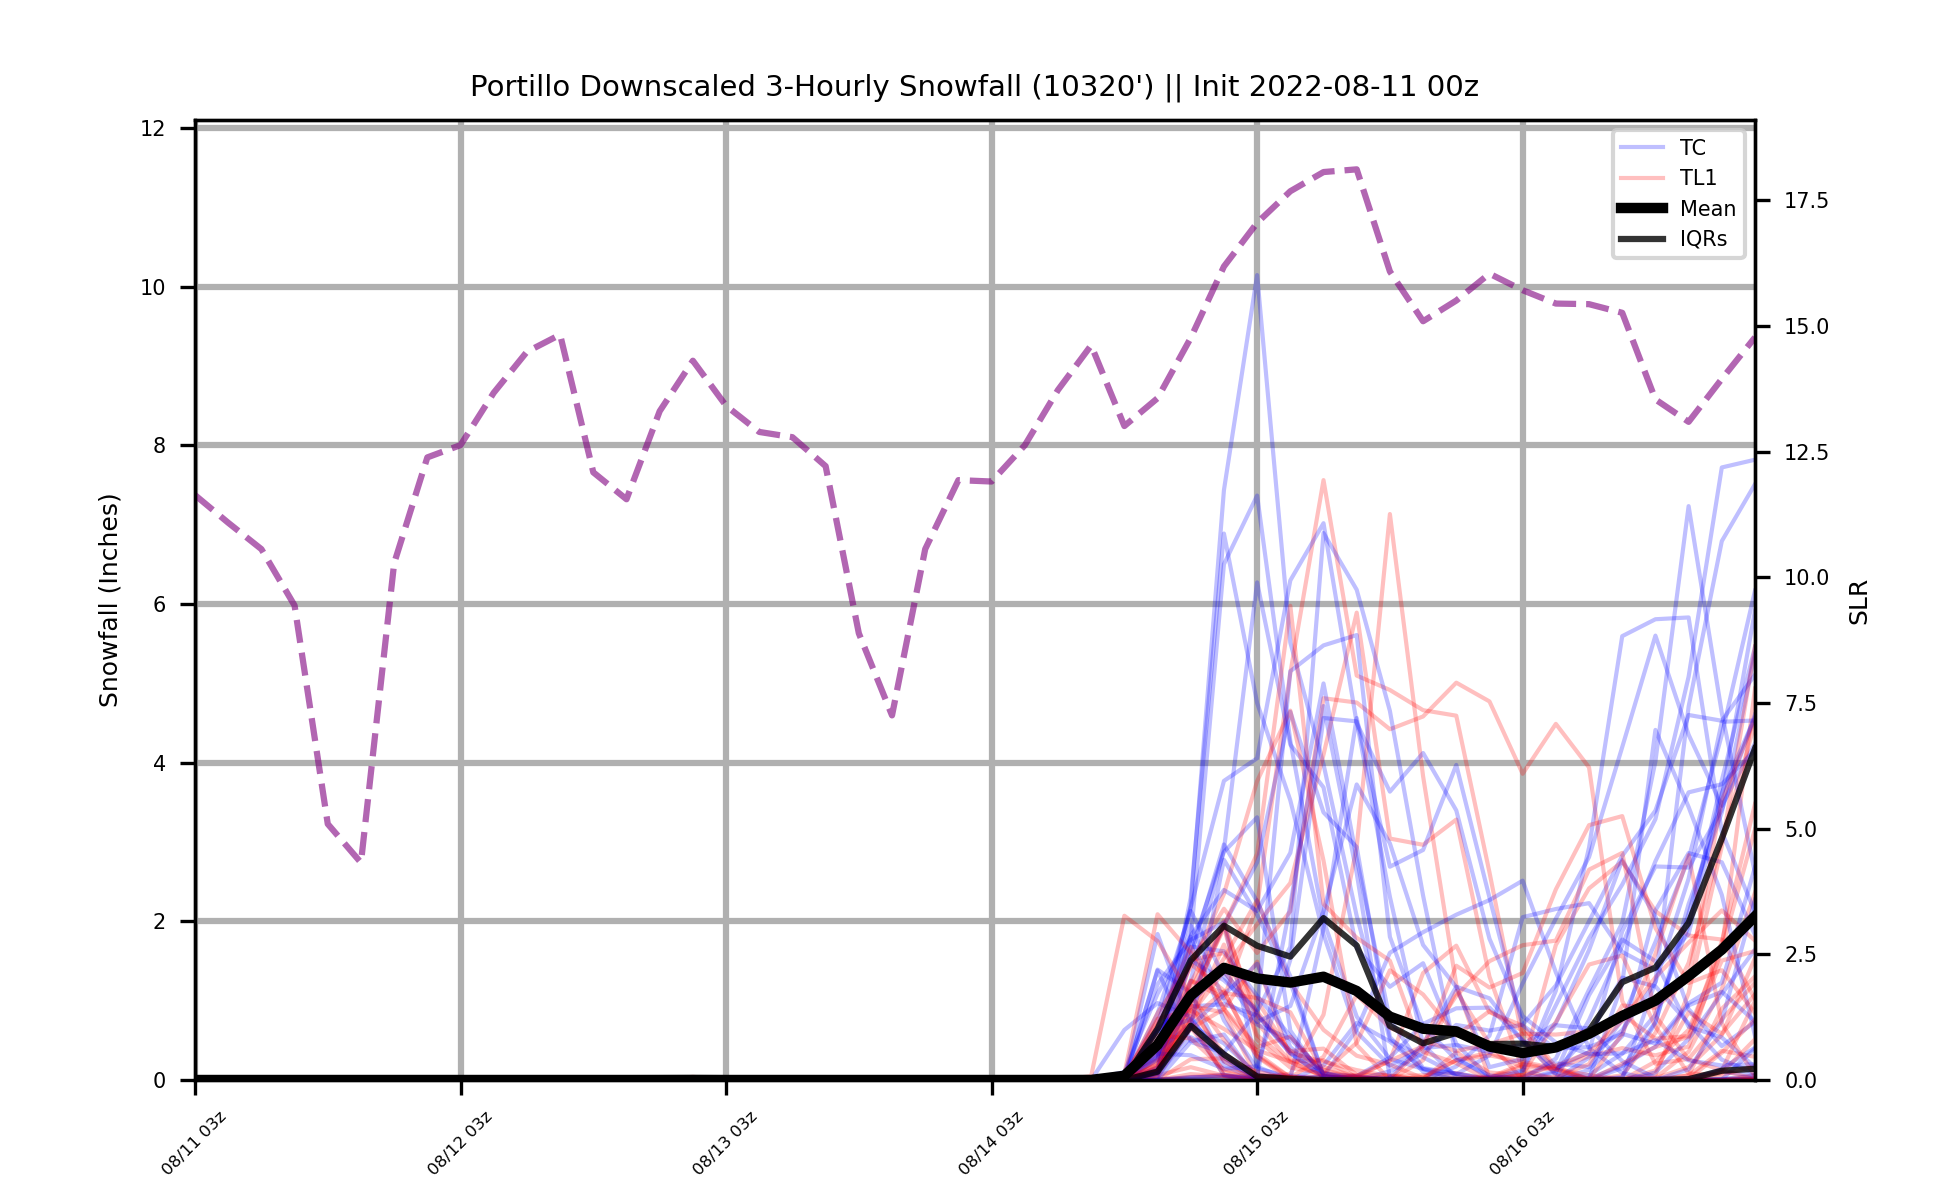 Portillo Downscaled 3-Hourly Snowfall (10320') || Init 2022-08-11 00z
TC
TL1
Mean
IQRs
Snowfall (Inches)
12
10
8
6
4
2
0
17.5
15.0
12.5
10.0
7.5
5.0
2.5
0.0
SLR
08/11 03z
08/12 03z
08/13 03z
08/14 03z
08/15 03z
08/16 03z